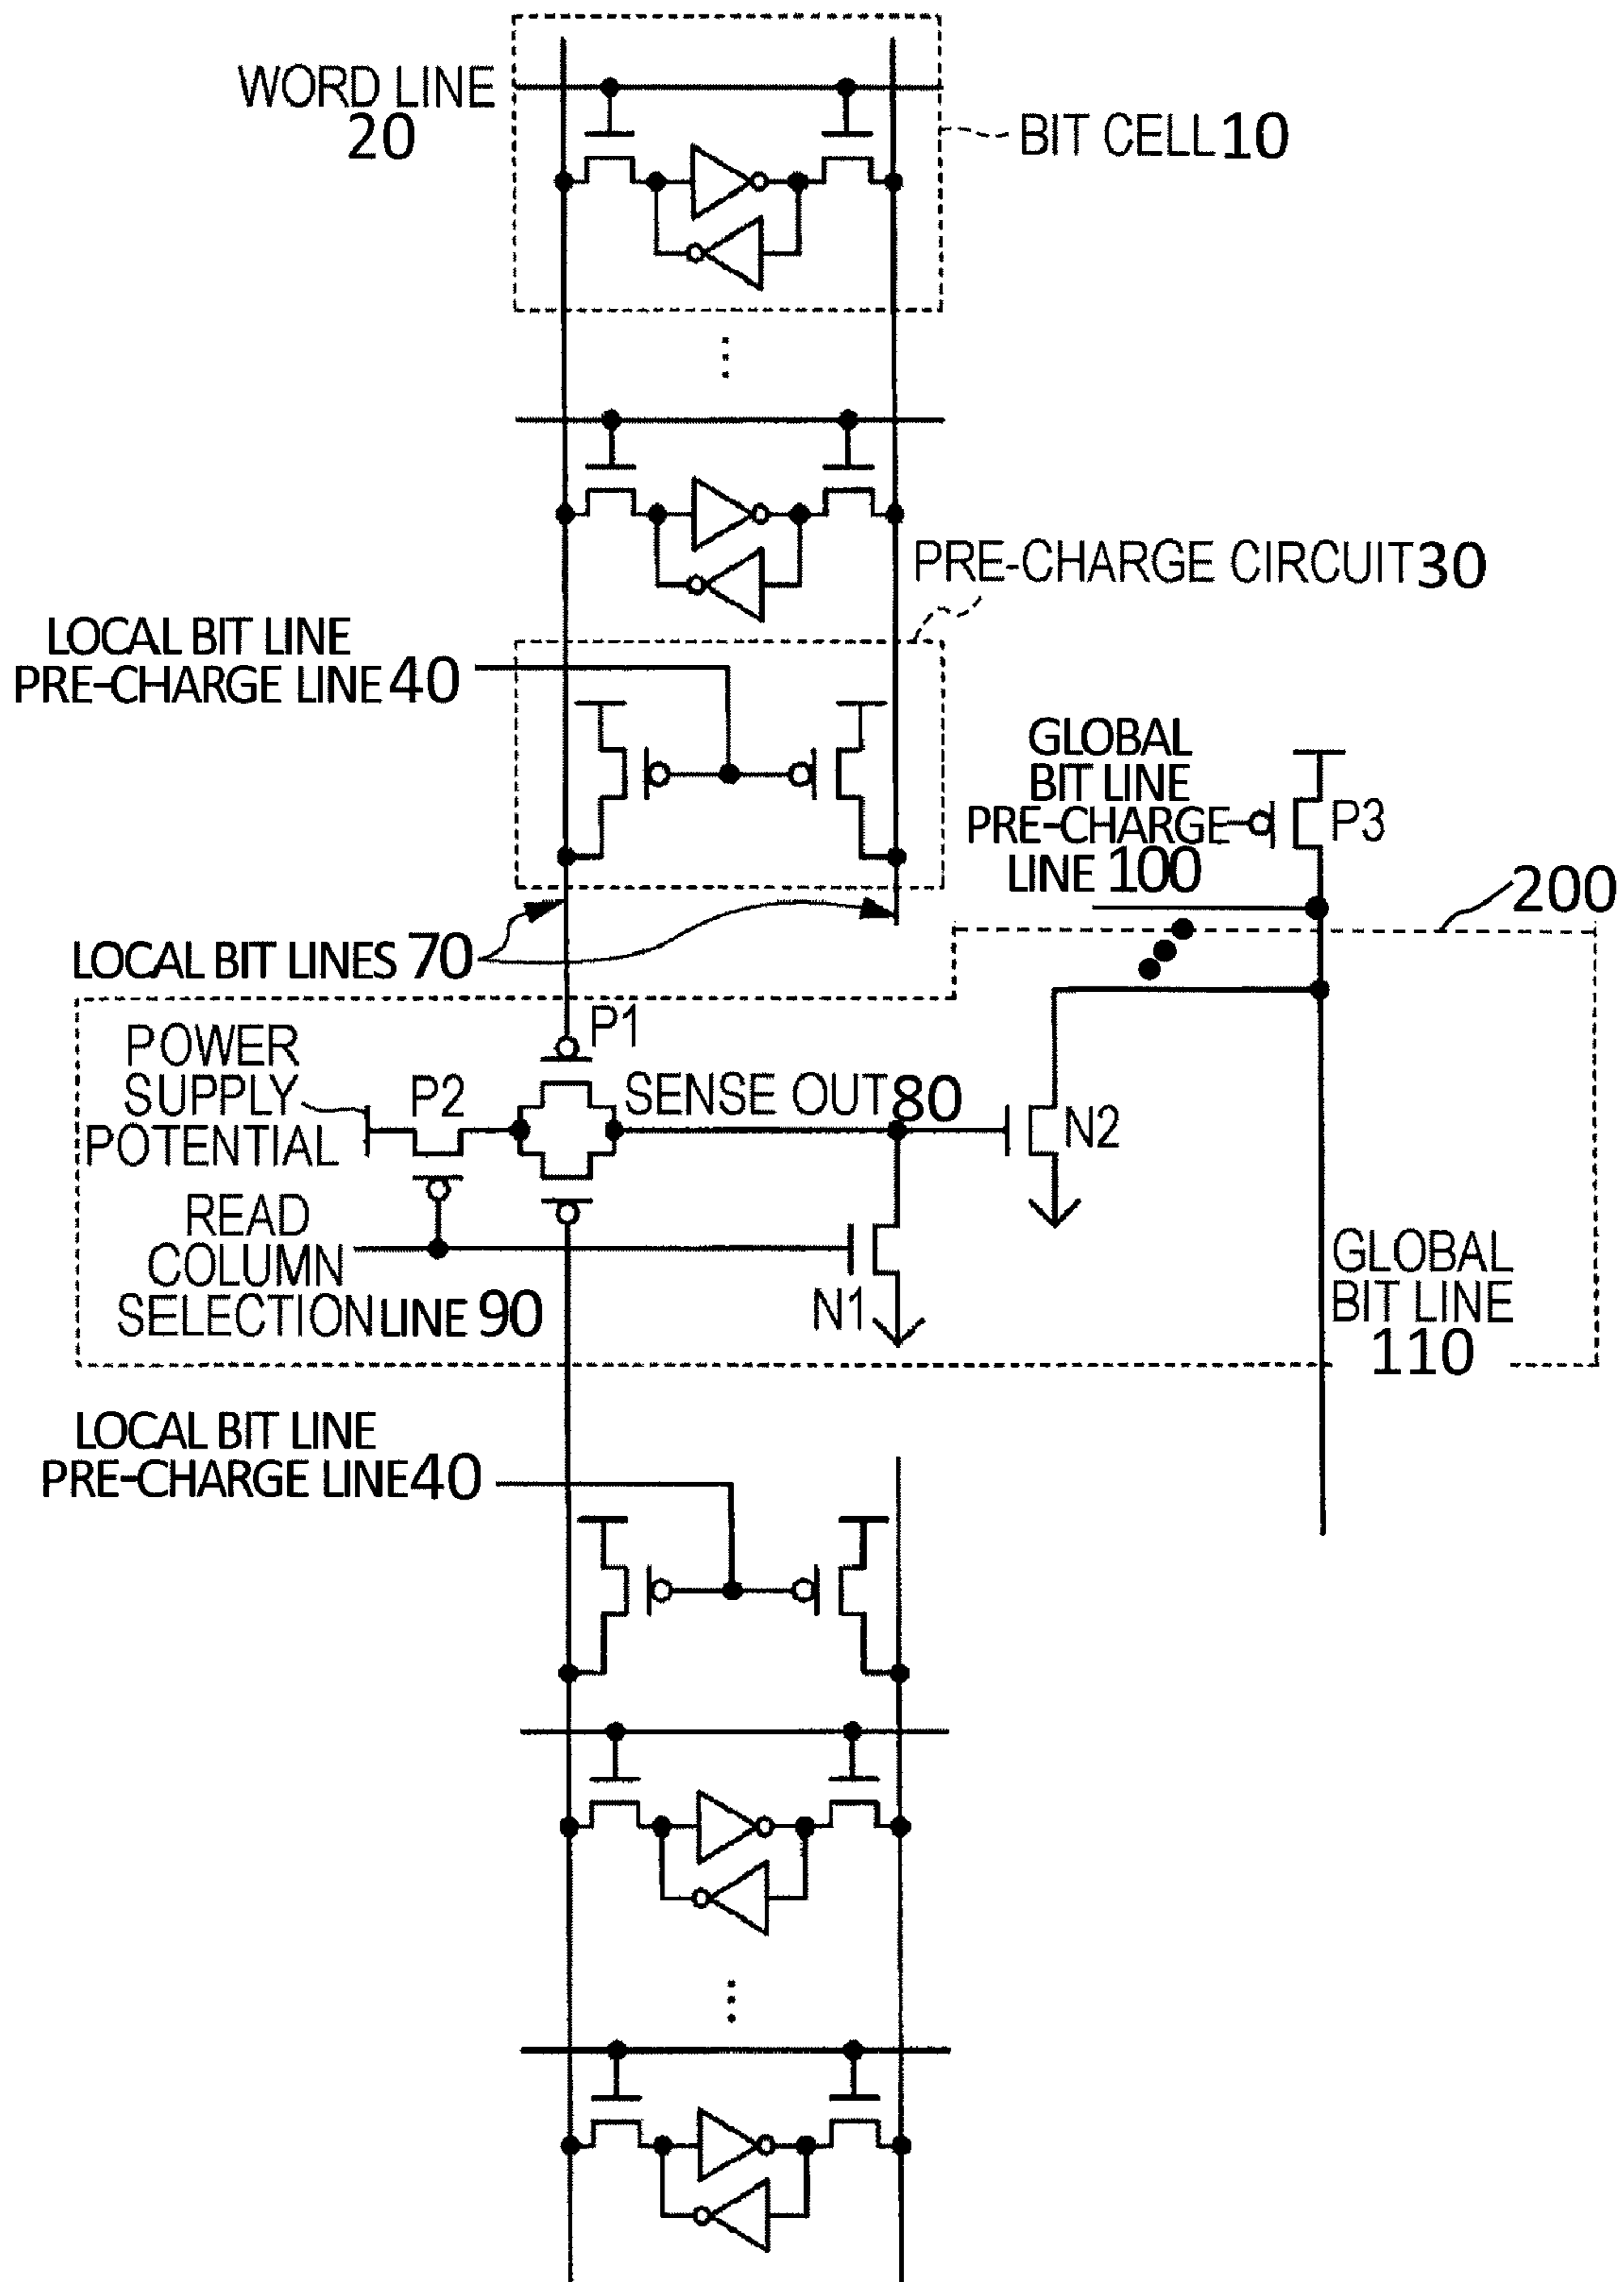 WORD LINE
20
BIT CELL 10
PRE-CHARGE CIRCUIT 30
LOCAL BIT LINE
PRE-CHARGE LINE 40
GLOBAL
BIT LINE
PRE-CHARGE
LINE 100
P3
200
LOCAL BIT LINES 70
P1
POWER
SUPPLY
POTENTIAL
P2
SENSE OUT 80
N2
READ
COLUMN
SELECTION LINE 90
N1
GLOBAL
BIT LINE
110
LOCAL BIT LINE
PRE-CHARGE LINE 40